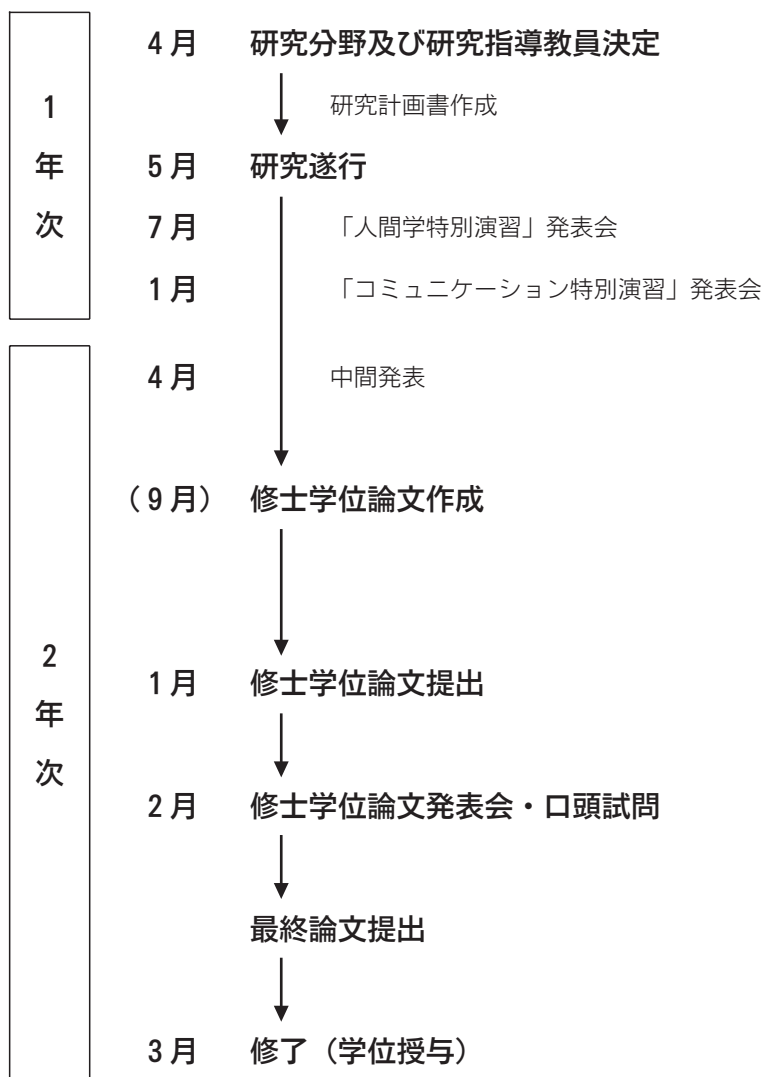 1年次
4月 研究分野及び研究指導教員決定
研究計画書作成
5月 研究遂行
7月 「人間学特別演習」発表会
1月 「コミュニケーション特別演習」発表会
2年次
4月 中間発表
（9月） 修士学位論文作成
1月 修士学位論文提出
2月 修士学位論文発表会・口頭試問
最終論文提出
3月 修了（学位授与）